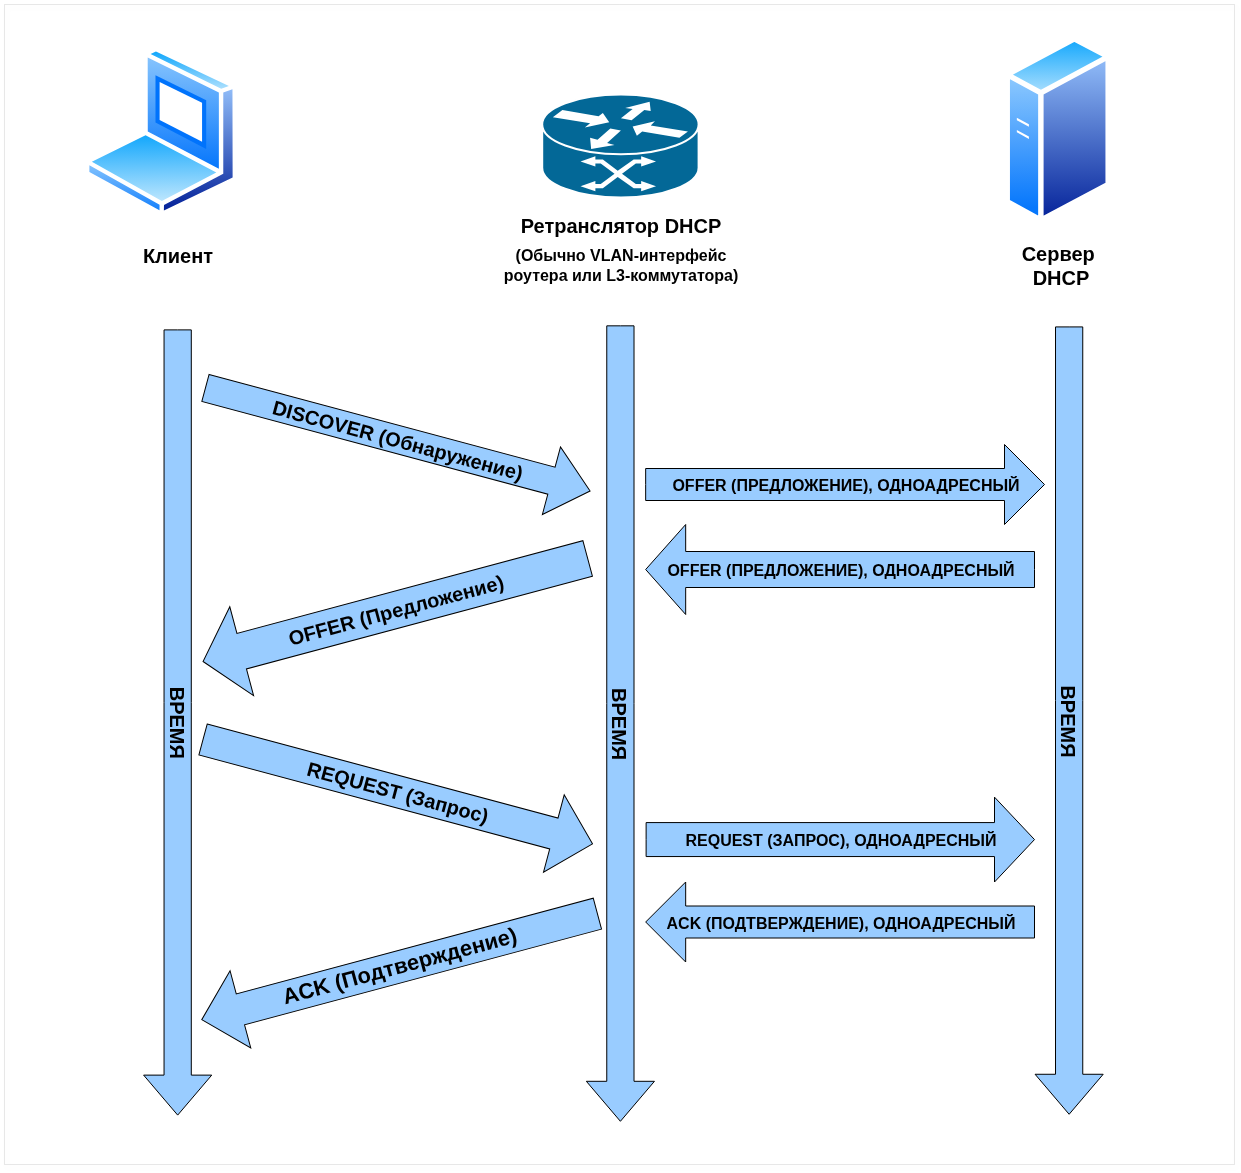 Клиент
Ретранслятор DHCP
(Обычно VLAN-интерфейс
роутера или L3-коммутатора)
Сервер
DHCP
DISCOVER (Обнаружение)
OFFER (ПРЕДЛОЖЕНИЕ), ОДНОАДРЕСНЫЙ
OFFER (ПРЕДЛОЖЕНИЕ), ОДНОАДРЕСНЫЙ
OFFER (Предложение)
ВРЕМЯ
ВРЕМЯ
ВРЕМЯ
REQUEST (Запрос)
REQUEST (ЗАПРОС), ОДНОАДРЕСНЫЙ
ACK (ПОДТВЕРЖДЕНИЕ), ОДНОАДРЕСНЫЙ
ACK (Подтверждение)